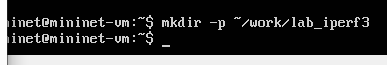 mininet@mininet-vm:~$ mkdir -p ~/work/lab_iperf3
mininet@mininet-vm:~$ _